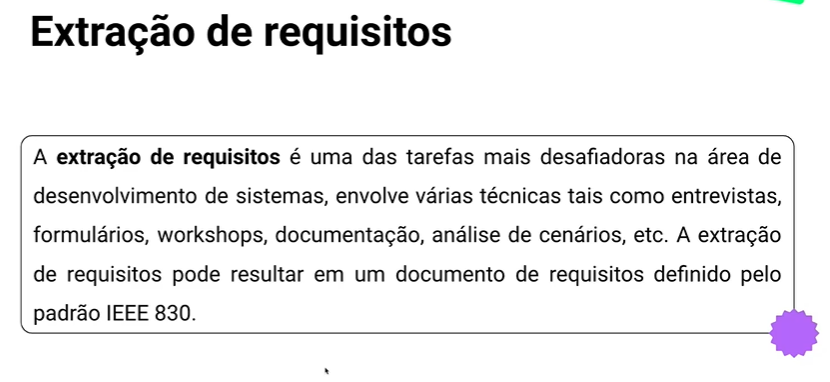 Extração de requisitos
A extração de requisitos é uma das tarefas mais desafiadoras na área de
desenvolvimento de sistemas, envolve várias técnicas tais como entrevistas,
formulários, workshops, documentação, análise de cenários, etc. A extração
de requisitos pode resultar em um documento de requisitos definido pelo
padrão IEEE 830.